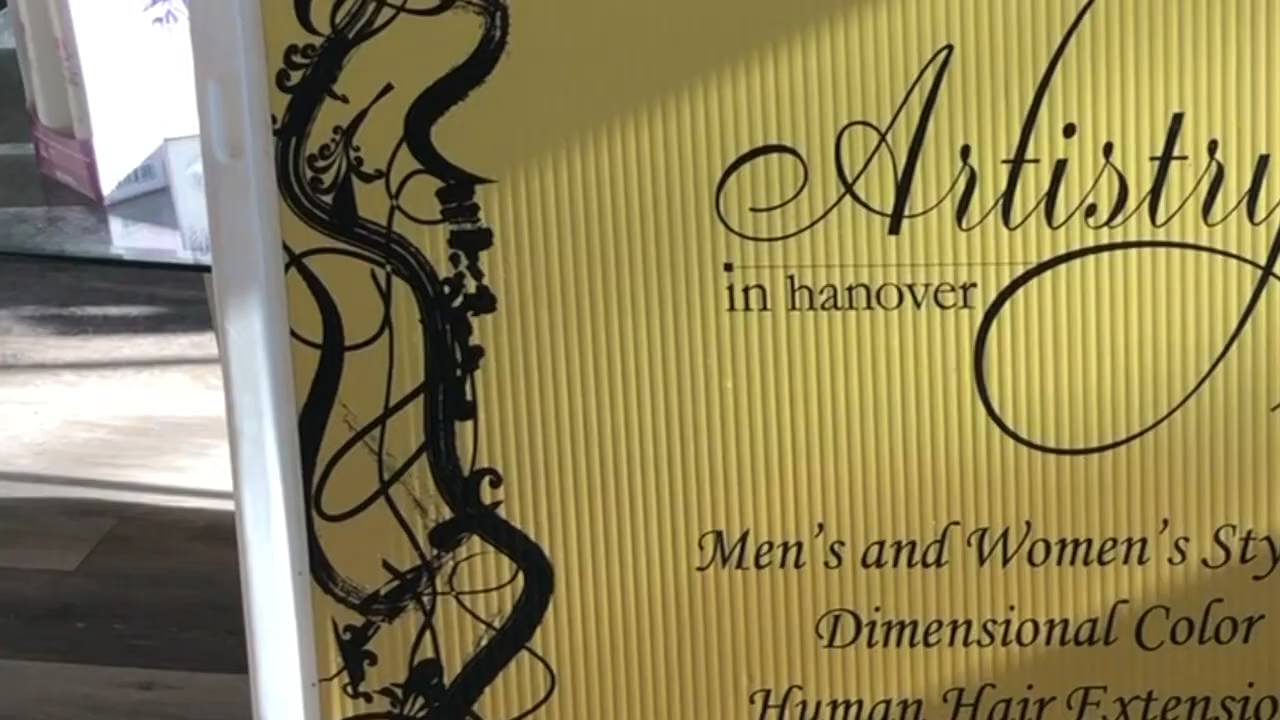 Artistry
in hanover
Men's and Women's Sty
Dimensional Color
Human Hair Extensio